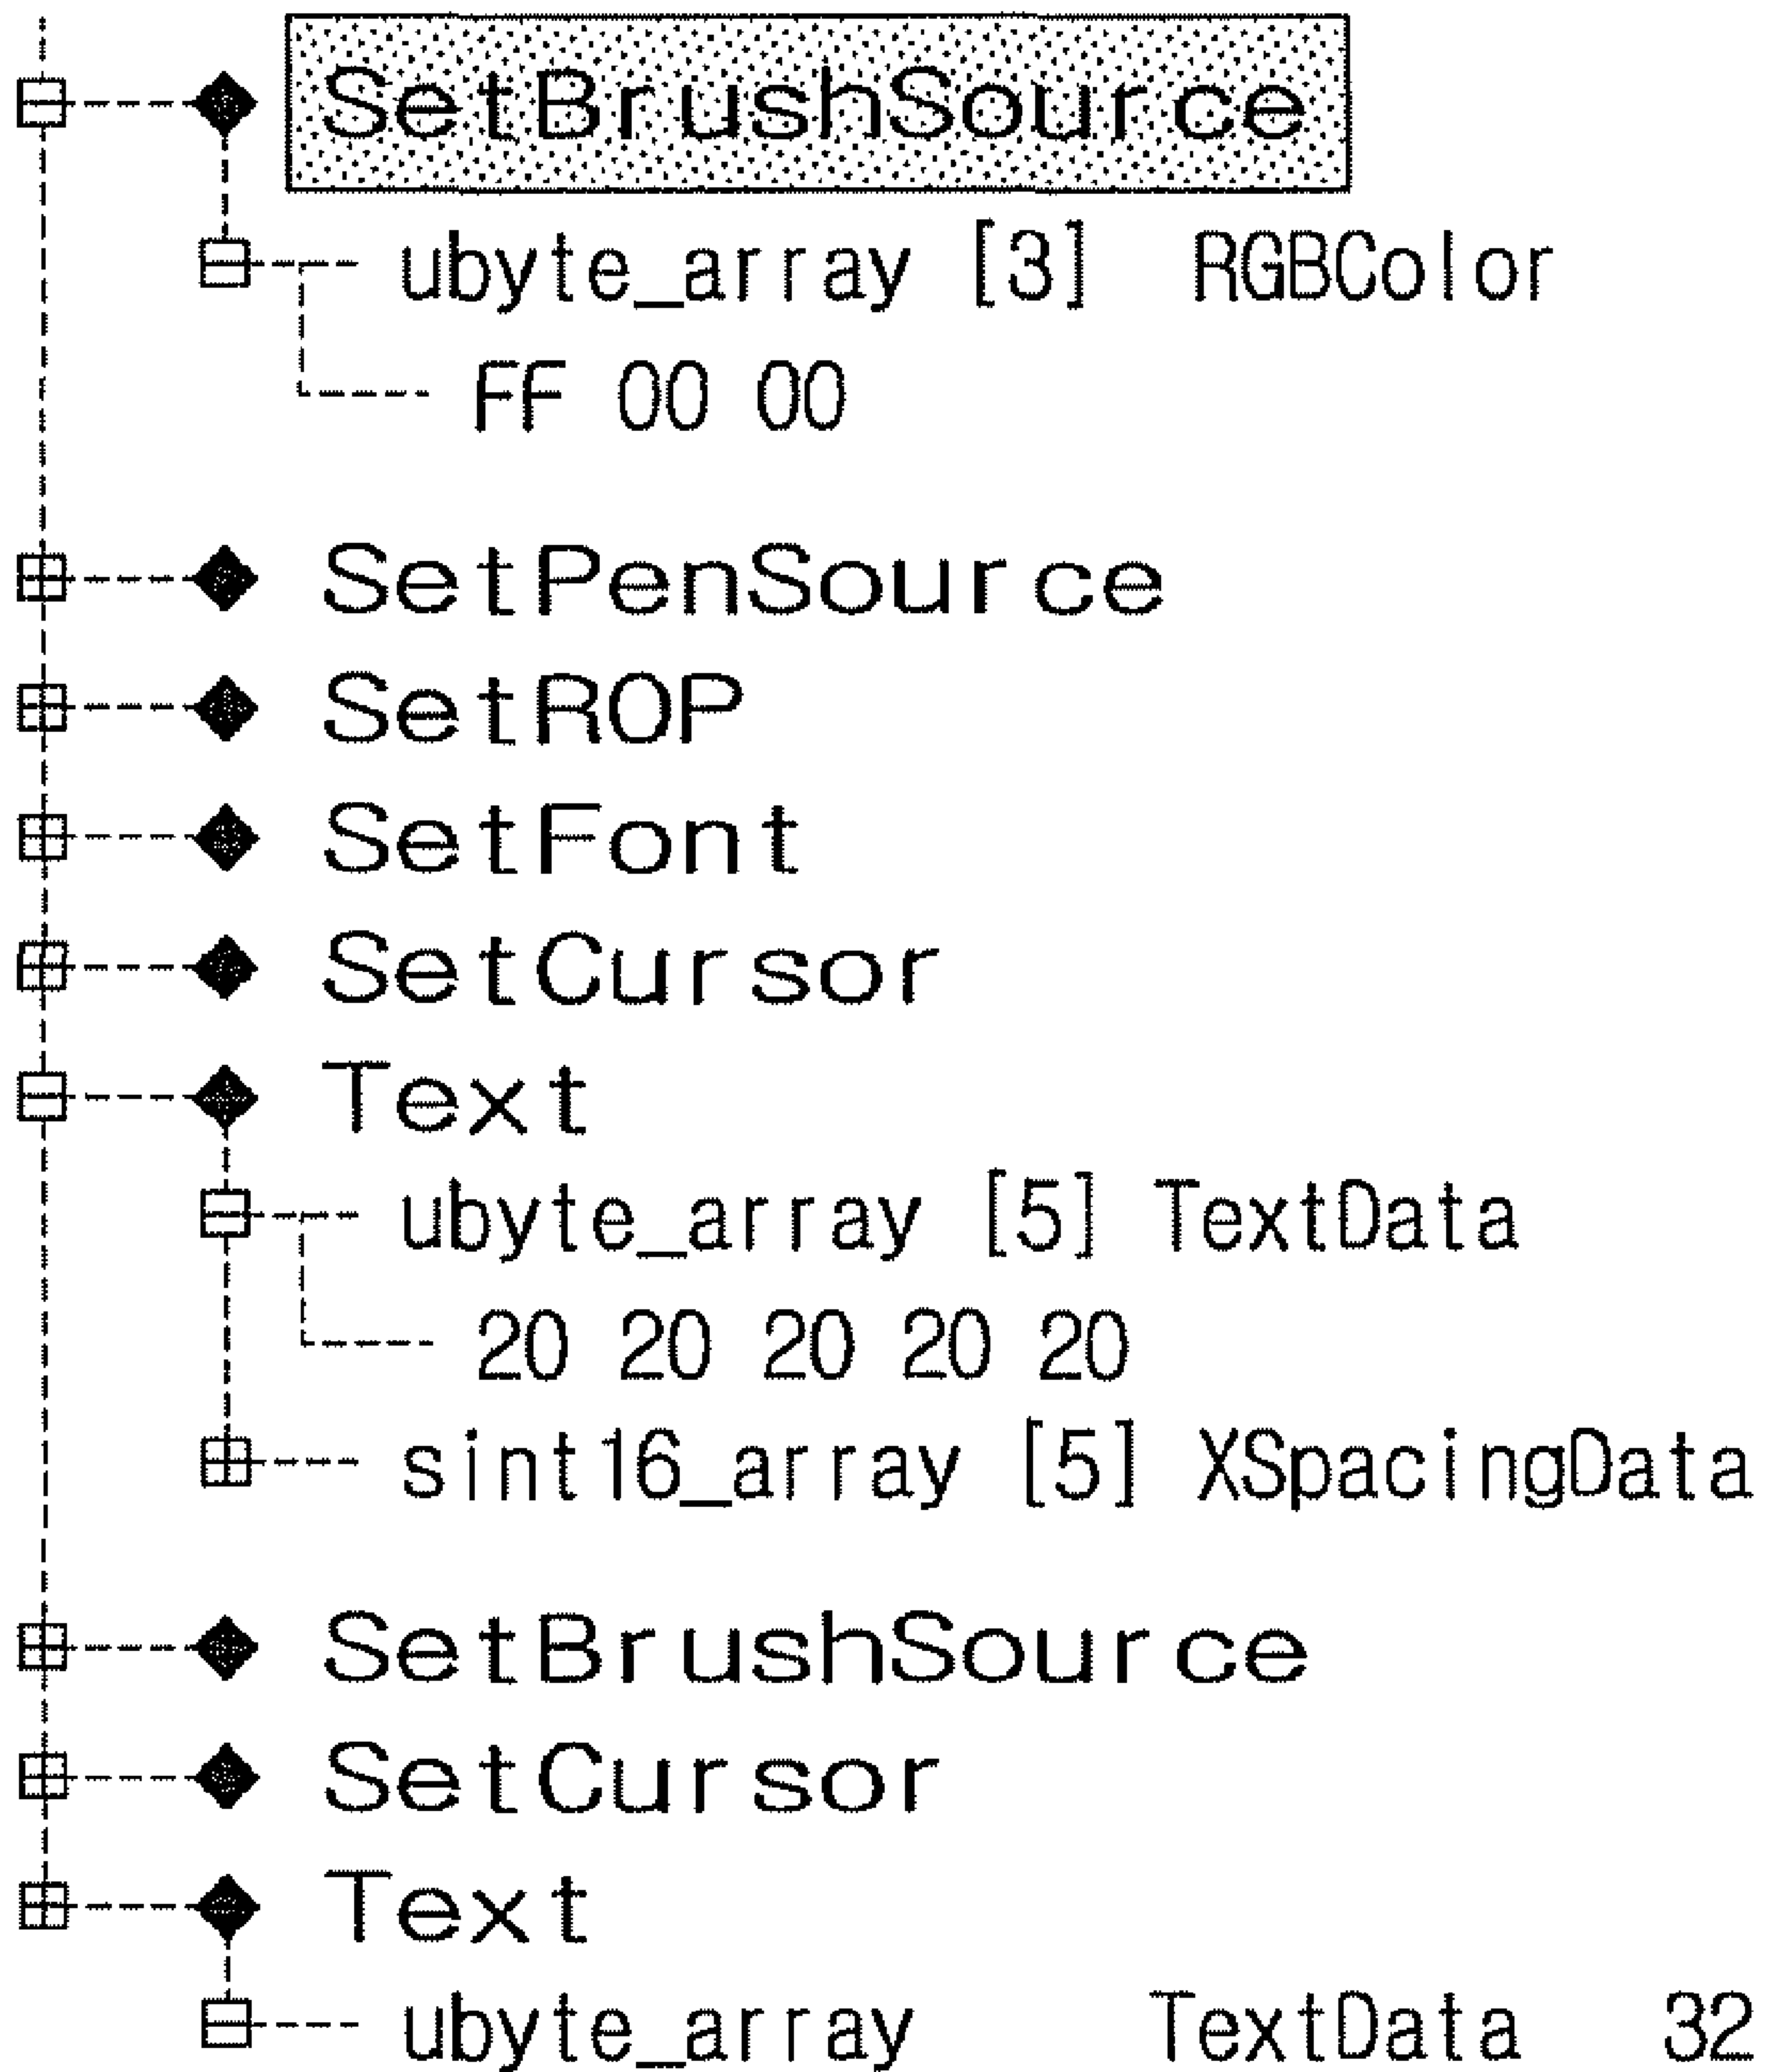 SetBrushSource
ubyte_array [3] RGBColor
FF 00 00
SetPenSource
SetROP
SetFont
SetCursor
Text
ubyte_array [5] TextData
20 20 20 20 20
sint16_array [5] XSpacingData
SetBrushSource
SetCursor
Text
ubyte_array TextData 32